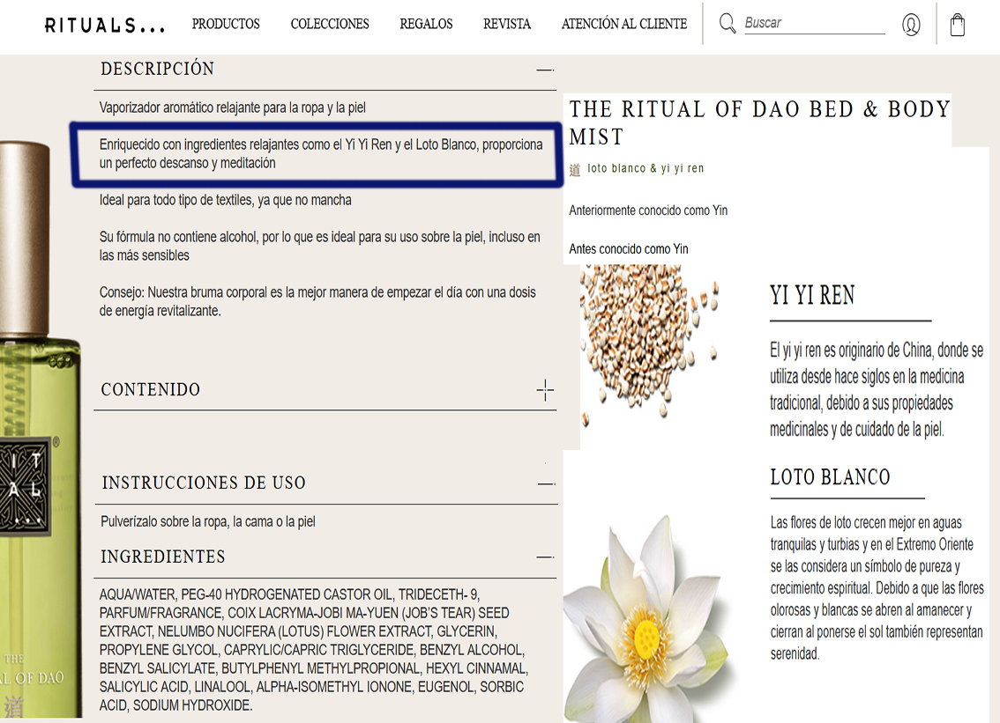 RITUALS...
PRODUCTOS COLECCIONES REGALOS REVISTA ATENCIÓN AL CLIENTE Buscar
DESCRIPCIÓN
Vaporizador aromático relajante para la ropa y la piel
Enriquecido con ingredientes relajantes como el Yi Yi Ren y el Loto Blanco, proporciona
un perfecto descanso y meditación
Ideal para todo tipo de textiles, ya que no mancha
Su fórmula no contiene alcohol, por lo que es ideal para su uso sobre la piel, incluso en
las más sensibles
Consejo: Nuestra bruma corporal es la mejor manera de empezar el día con una dosis
de energía revitalizante.
CONTENIDO
INSTRUCCIONES DE USO
Pulverízalo sobre la ropa, la cama o la piel
INGREDIENTES
AQUA/WATER, PEG-40 HYDROGENATED CASTOR OIL, TRIDECETH- 9,
PARFUM/FRAGRANCE, COIX LACRYMA-JOBI MA-YUEN (JOB'S TEAR) SEED
EXTRACT, NELUMBO NUCIFERA (LOTUS) FLOWER EXTRACT, GLYCERIN,
PROPYLENE GLYCOL, CAPRYLIC/CAPRIC TRIGLYCERIDE, BENZYL ALCOHOL,
BENZYL SALICYLATE, BUTYLPHENYL METHYLPROPIONAL, HEXYL CINNAMAL,
SALICYLIC ACID, LINALOOL, ALPHA-ISOMETHYL IONONE, EUGENOL, SORBIC
ACID, SODIUM HYDROXIDE.
THE RITUAL OF DAO BED & BODY
MIST
道 loto blanco & yi yi ren
Anteriormente conocido como Yin
Antes conocido como Yin
YI YI REN
El yi yi ren es originario de China, donde se
utiliza desde hace siglos en la medicina
tradicional, debido a sus propiedades
medicinales y de cuidado de la piel.
LOTO BLANCO
Las flores de loto crecen mejor en aguas
tranquilas y turbias y en el Extremo Oriente
se las considera un símbolo de pureza y
crecimiento espiritual. Debido a que las flores
olorosas y blancas se abren al amanecer y
cierran al ponerse el sol también representan
serenidad.
IT
AL
...
®
THE
AL OF DAO
道